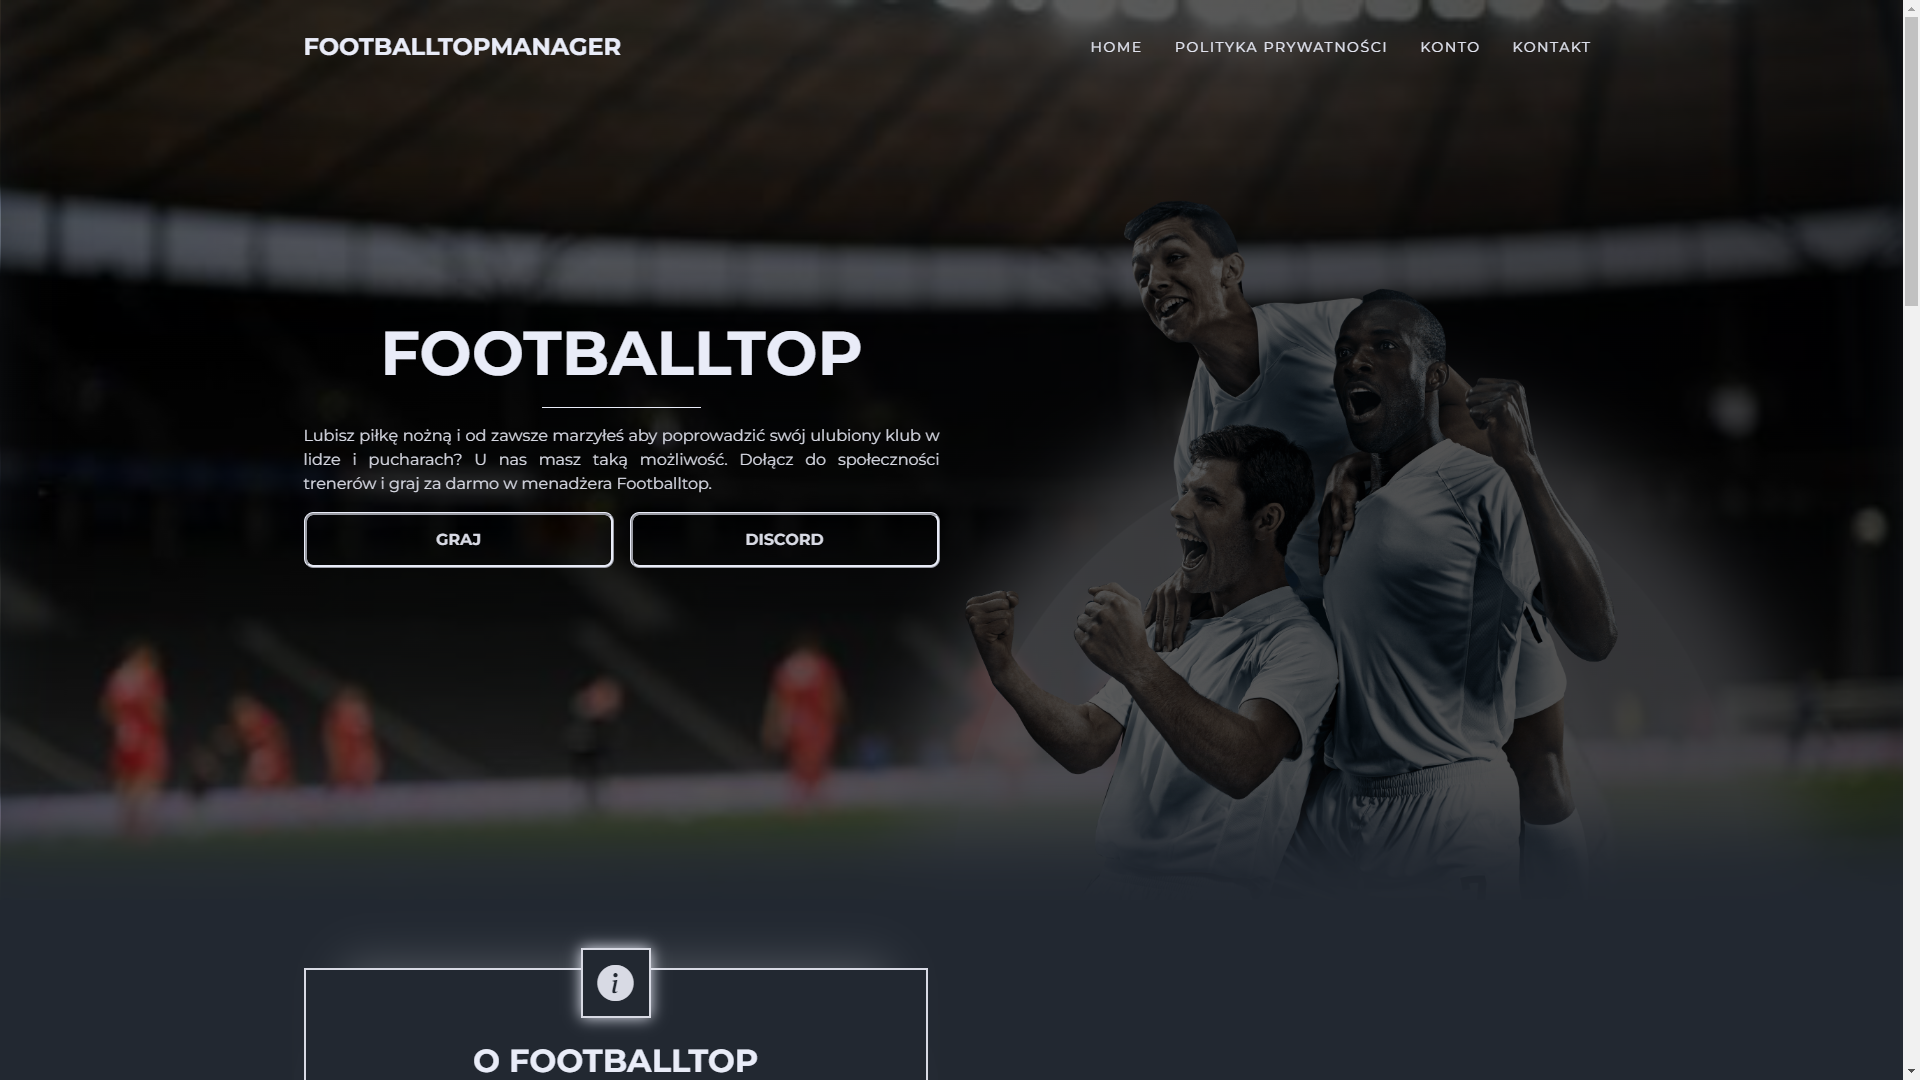 FOOTBALLTOPMANAGER
HOME POLITYKA PRYWATNOŚCI KONTO KONTAKT
FOOTBALLTOP
Lubisz piłkę nożną i od zawsze marzyłeś aby poprowadzić swój ulubiony klub w
lidze i pucharach? U nas masz taką możliwość. Dołącz do społeczności
trenerów i graj za darmo w menadżera Footballtop.
GRAJ DISCORD
i
O FOOTBALLTOP